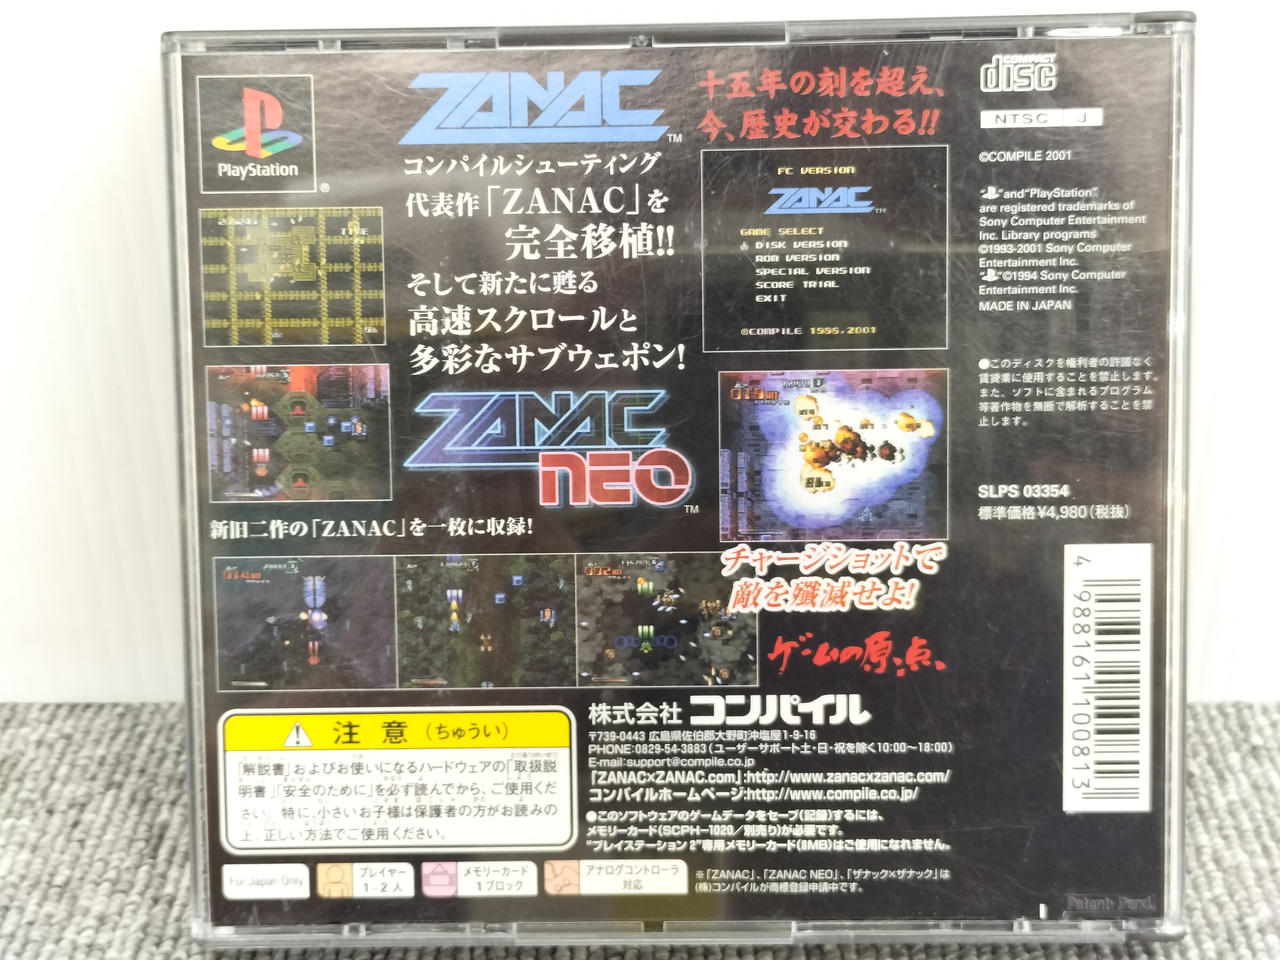 PlayStation
®
ZANAC™
コンパイルシューティング
代表作「ZANAC」を
完全移植!!
そして新たに甦る
高速スクロールと
多彩なサブウェポン!
ZANAC
NEO™
新旧二作の「ZANAC」を一枚に収録!
十五年の刻を超え、
今、歴史が交わる!!
FC VERSION
ZANAC™
GAME SELECT
DISK VERSION
ROM VERSION
SPECIAL VERSION
SCORE TRIAL
EXIT
©COMPILE 1986,2001
チャージショットで
敵を殲滅せよ!
ゲームの原点、
COMPACT
disc
NTSC J
©COMPILE 2001
" "and"PlayStation"
are registered trademarks of
Sony Computer Entertainment
Inc. Library programs
©1993-2001 Sony Computer
Entertainment Inc.
" "©1994 Sony Computer
Entertainment Inc.
MADE IN JAPAN
●このディスクを権利者の許諾なく
賃貸業に使用することを禁止します。
また、ソフトに含まれるプログラム
等著作物を無断で解析することを禁
止します。
SLPS 03354
標準価格¥4,980(税抜)
4 988161 100813
株式会社 コンパイル
〒739-0443 広島県佐伯郡大野町沖塩屋1-9-16
PHONE:0829-54-3883(ユーザーサポート土・日・祝を除く10:00~18:00)
E-mail:support@compile.co.jp
「ZANAC×ZANAC.com」:http://www.zanacxzanac.com/
コンパイルホームページ:http://www.compile.co.jp/
●このソフトウェアのゲームデータをセーブ(記録)するには、
メモリーカード(SCPH-1020/別売り)が必要です。
"プレイステーション 2"専用メモリーカード(8MB)はご使用になれません。
※「ZANAC」、「ZANAC NEO」、「ザナック×ザナック」は
(株)コンパイルが商標登録申請中です。
注意(ちゅうい)
「解説書」およびお使いになるハードウェアの「取扱説
明書」「安全のために」を必ず読んでから、ご使用くだ
さい。特に、小さいお子様は保護者の方がお読みの
上、正しい方法でご使用ください。
For Japan Only
プレイヤー
1~2人
メモリーカード
1ブロック
アナログコントローラ
対応
Patent Pend.